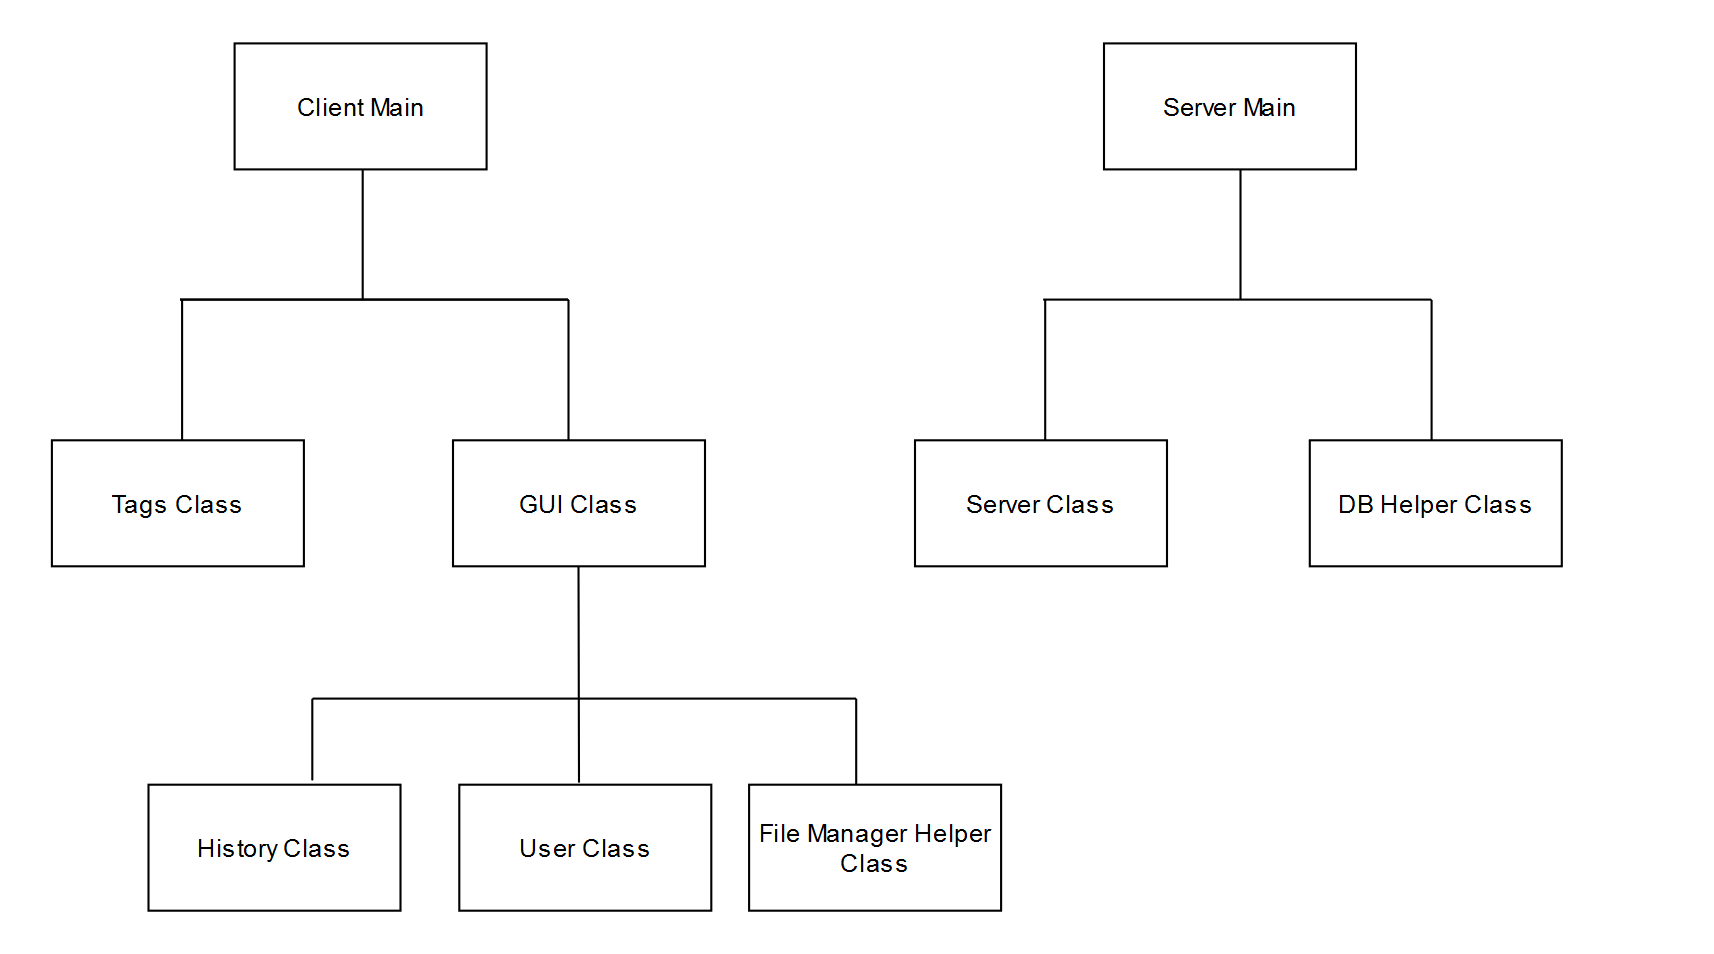 Client Main
Server Main
Tags Class
GUI Class
Server Class
DB Helper Class
History Class
User Class
File Manager Helper
Class